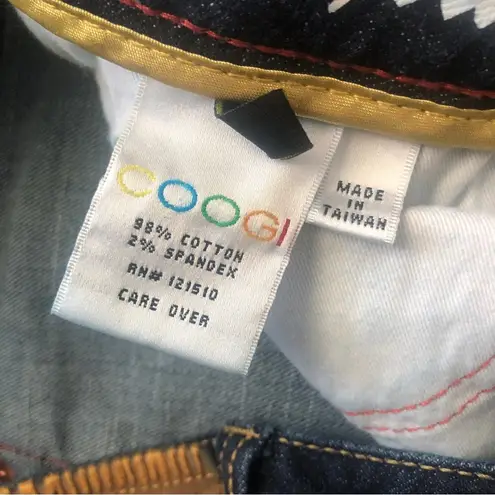 COOGI
98% COTTON
2% SPANDEX
RN# 121510
CARE OVER
MADE
IN
TAIWAN